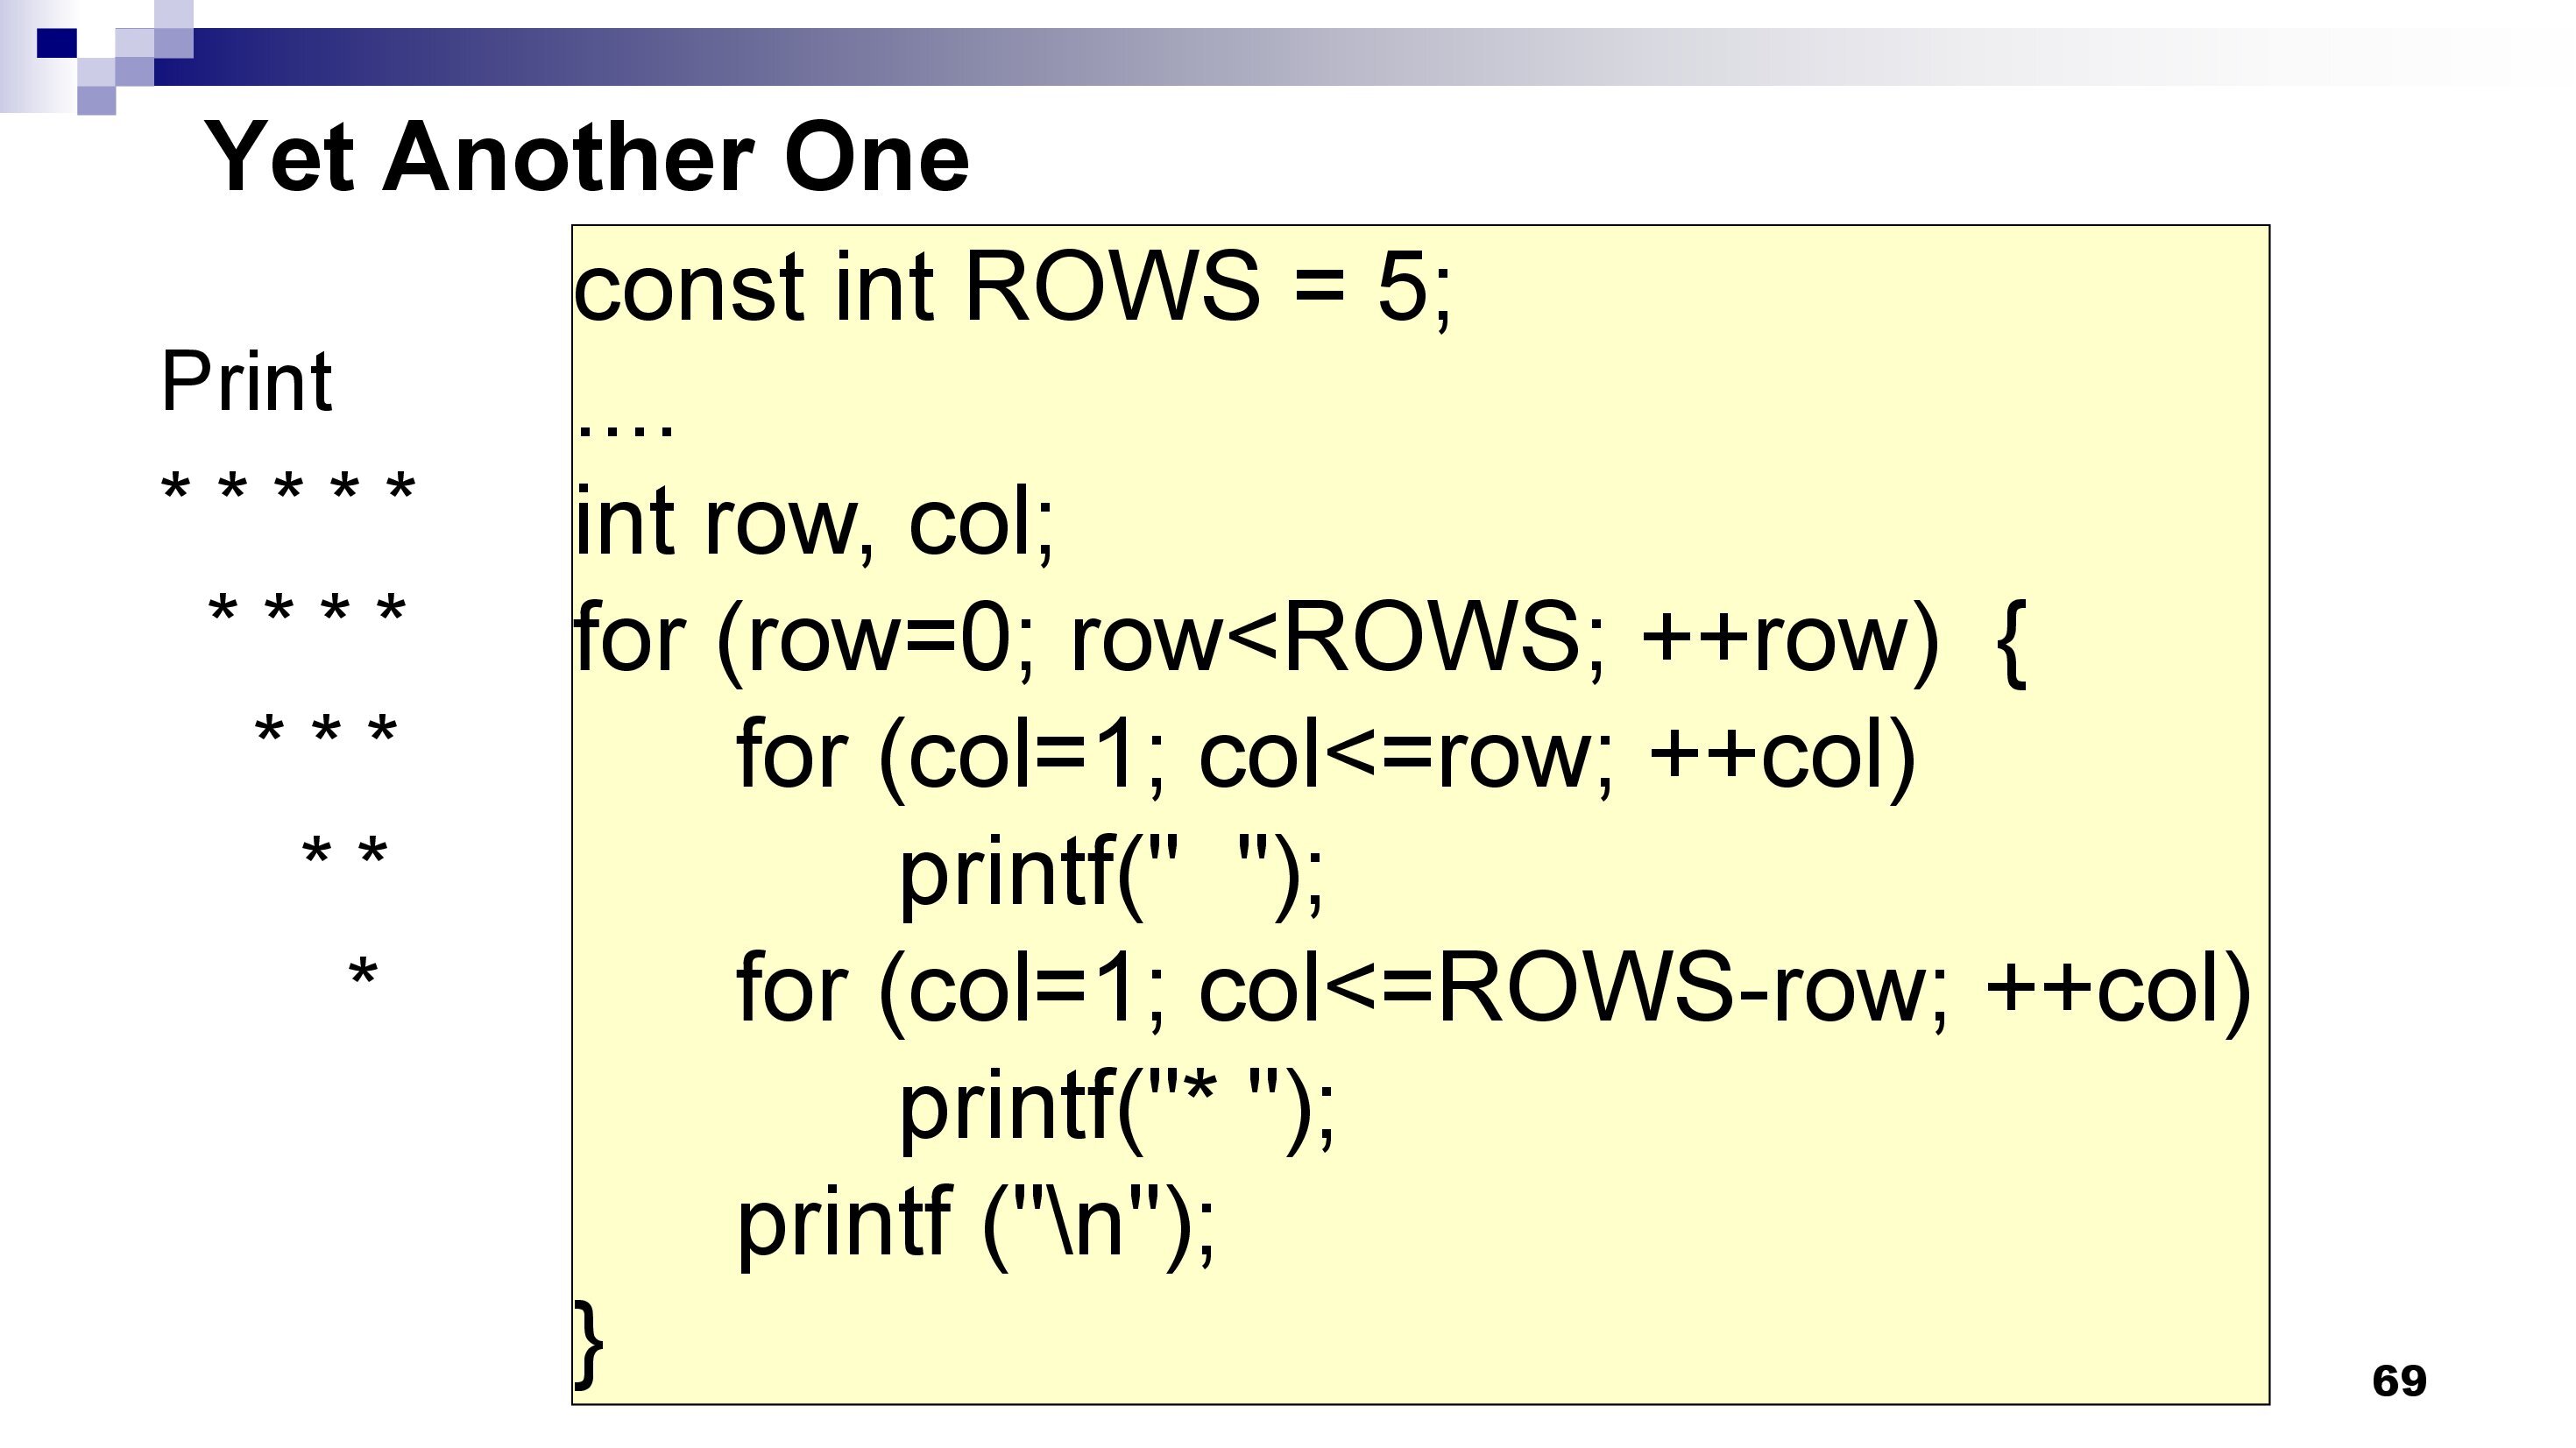 Yet Another One
Print
* * * * *
  * * * *
    * * *
      * *
        *
const int ROWS = 5;
....
int row, col;
for (row=0; row<ROWS; ++row)  {
	for (col=1; col<=row; ++col)
		printf("  ");
	for (col=1; col<=ROWS-row; ++col)
		printf("* ");
	printf ("\n");
}
69